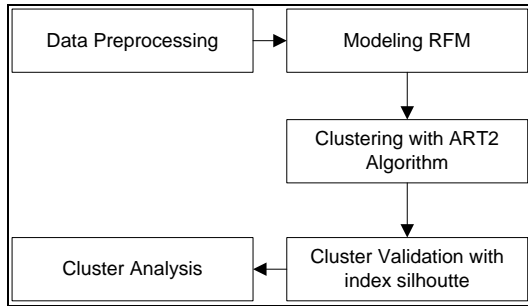 Data Preprocessing
Modeling RFM
Clustering with ART2
Algorithm
Cluster Validation with
index silhoutte
Cluster Analysis